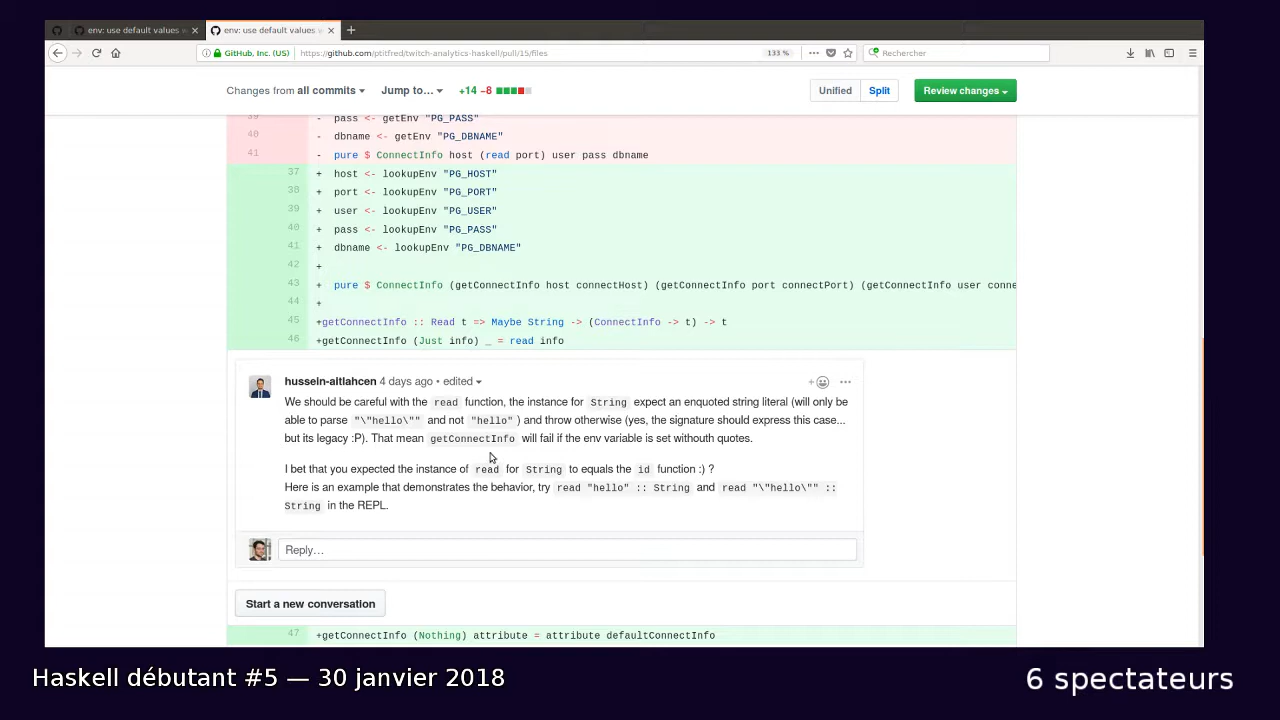 env: use default values w
env: use default values w
GitHub, Inc. (US) https://github.com/ptitfred/twitch-analytics-haskell/pull/15/files 133 % Rechercher
Changes from all commits Jump to... +14 −8 Unified Split Review changes
39 - pass <- getEnv "PG_PASS"
40 - dbname <- getEnv "PG_DBNAME"
41 - pure $ ConnectInfo host (read port) user pass dbname
37 + host <- lookupEnv "PG_HOST"
38 + port <- lookupEnv "PG_PORT"
39 + user <- lookupEnv "PG_USER"
40 + pass <- lookupEnv "PG_PASS"
41 + dbname <- lookupEnv "PG_DBNAME"
42 +
43 + pure $ ConnectInfo (getConnectInfo host connectHost) (getConnectInfo port connectPort) (getConnectInfo user conne
44 +
45 +getConnectInfo :: Read t => Maybe String -> (ConnectInfo -> t) -> t
46 +getConnectInfo (Just info) _ = read info
hussein-aitlahcen 4 days ago • edited
We should be careful with the read function, the instance for String expect an enquoted string literal (will only be
able to parse "\"hello\"" and not "hello" ) and throw otherwise (yes, the signature should express this case...
but its legacy :P). That mean getConnectInfo will fail if the env variable is set withouth quotes.
I bet that you expected the instance of read for String to equals the id function :) ?
Here is an example that demonstrates the behavior, try read "hello" :: String and read "\"hello\"" ::
String in the REPL.
Reply…
Start a new conversation
47 +getConnectInfo (Nothing) attribute = attribute defaultConnectInfo
Haskell débutant #5 — 30 janvier 2018
6 spectateurs